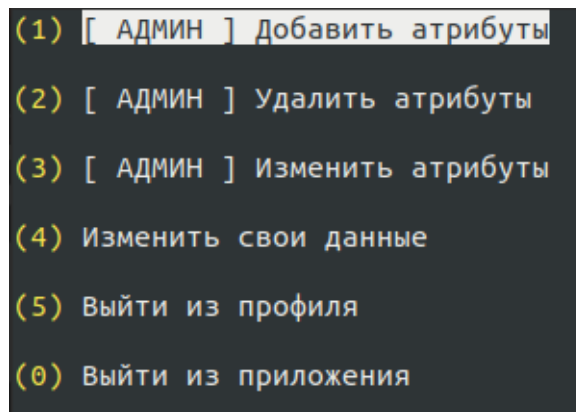 (1) [ АДМИН ] Добавить атрибуты
(2) [ АДМИН ] Удалить атрибуты
(3) [ АДМИН ] Изменить атрибуты
(4) Изменить свои данные
(5) Выйти из профиля
(0) Выйти из приложения